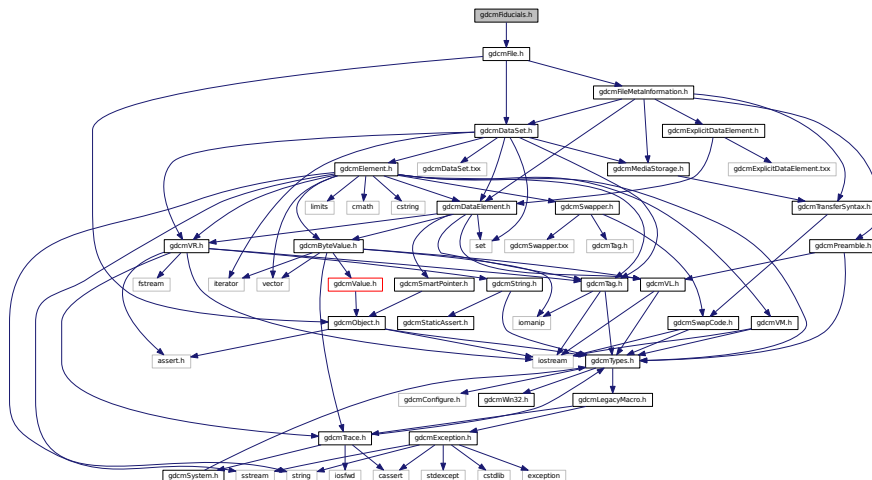 gdcmFiducials.h
gdcmFile.h
gdcmFileMetaInformation.h
gdcmDataSet.h
gdcmExplicitDataElement.h
gdcmElement.h
gdcmDataSet.txx
gdcmMediaStorage.h
gdcmExplicitDataElement.txx
limits
cmath
cstring
gdcmDataElement.h
gdcmSwapper.h
gdcmTransferSyntax.h
gdcmVR.h
gdcmByteValue.h
set
gdcmSwapper.txx
gdcmTag.h
gdcmPreamble.h
fstream
iterator
vector
gdcmValue.h
gdcmSmartPointer.h
gdcmString.h
gdcmTag.h
gdcmVL.h
gdcmObject.h
gdcmStaticAssert.h
iomanip
gdcmSwapCode.h
gdcmVM.h
assert.h
iostream
gdcmTypes.h
gdcmConfigure.h
gdcmWin32.h
gdcmLegacyMacro.h
gdcmTrace.h
gdcmException.h
gdcmSystem.h
sstream
string
iosfwd
cassert
stdexcept
cstdlib
exception